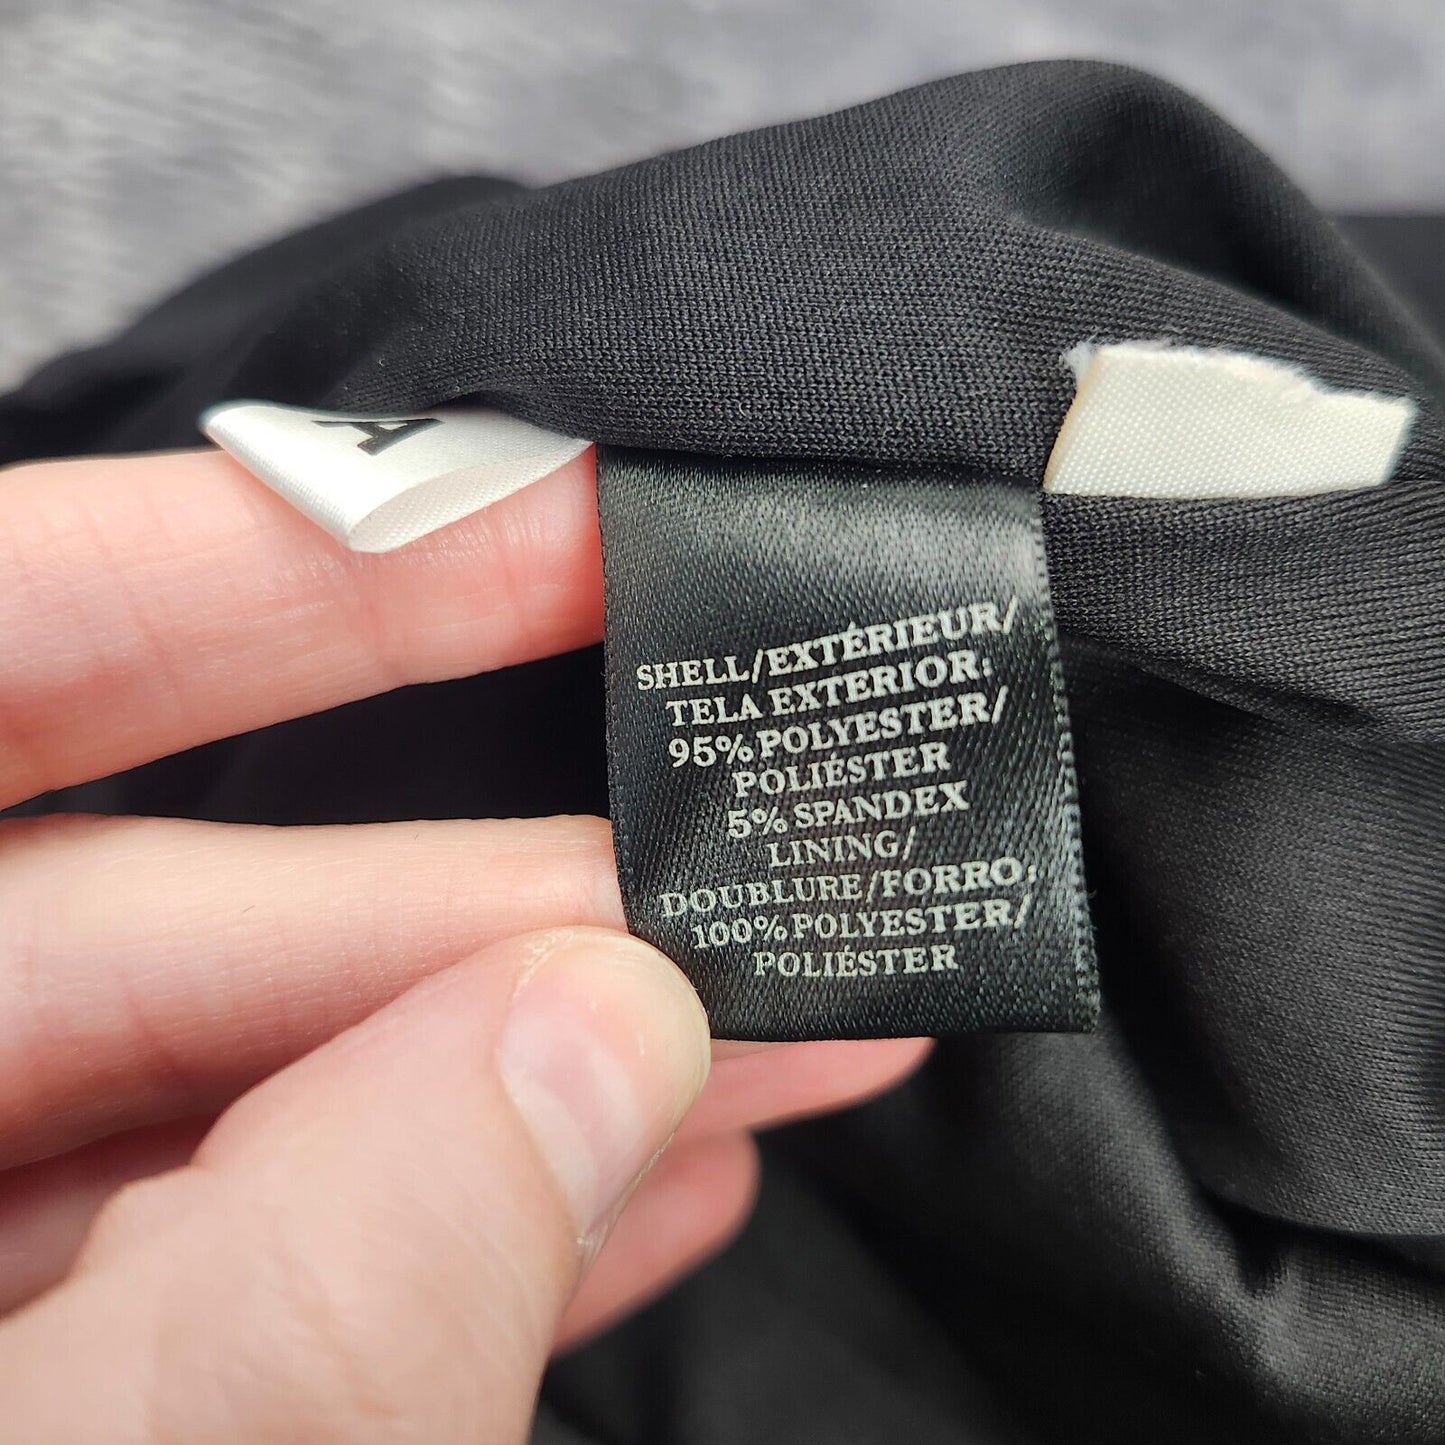 A
SHELL/EXTÉRIEUR/
TELA EXTERIOR:
95% POLYESTER/
POLIÉSTER
5% SPANDEX
LINING/
DOUBLURE/FORRO:
100% POLYESTER/
POLIÉSTER